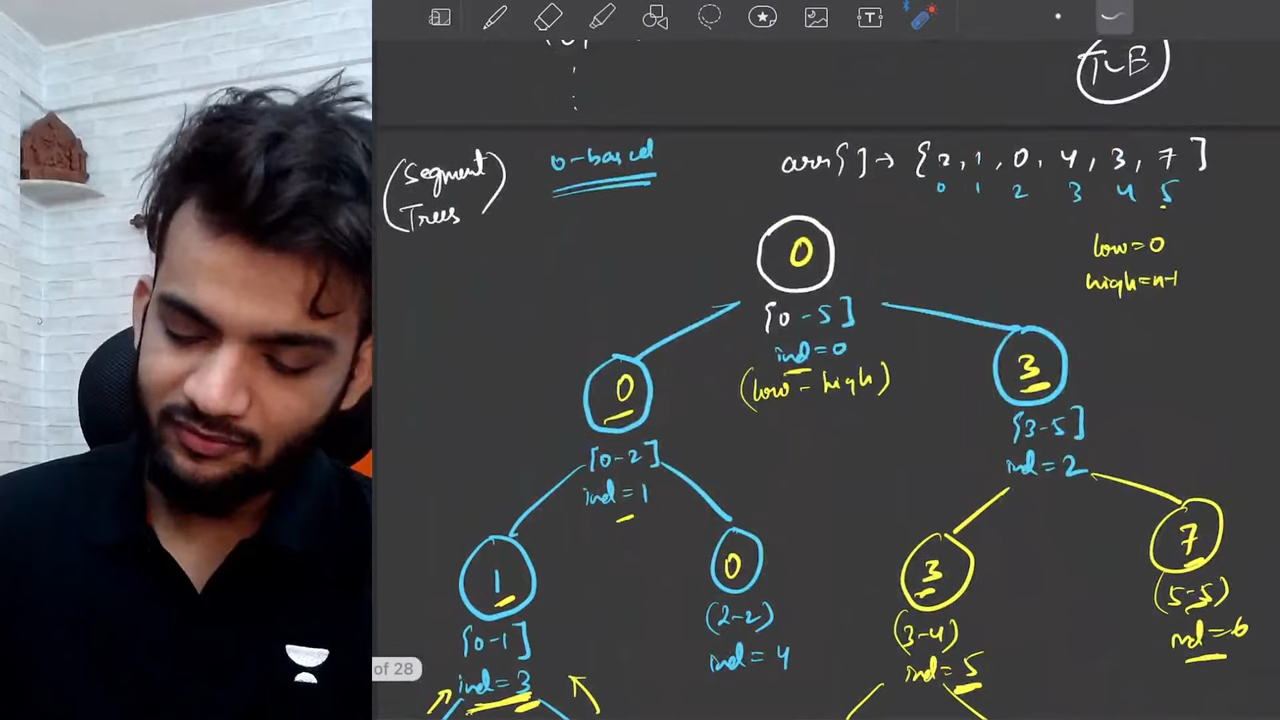 TLE
(Segment Trees)
0-based
arr[] → {2, 1, 0, 4, 3, 7]
0 1 2 3 4 5
low = 0
high = n-1
0
[0-5]
ind = 0
(low - high)
0
[0-2]
ind = 1
3
[3-5]
ind = 2
1
[0-1]
ind = 3
0
(2-2)
ind = 4
3
(3-4)
ind = 5
7
(5-5)
ind = 6
of 28